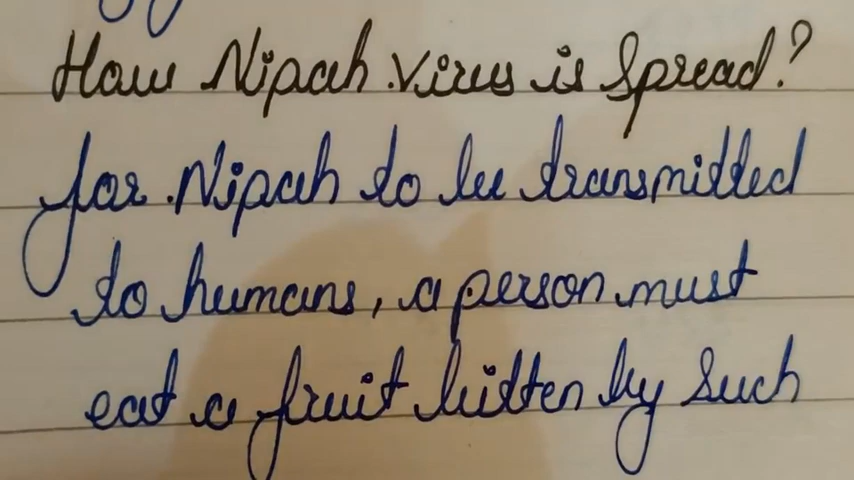 How Nipah Virus is Spread?
for Nipah to be transmitted
to humans, a person must
eat a fruit bitten by such